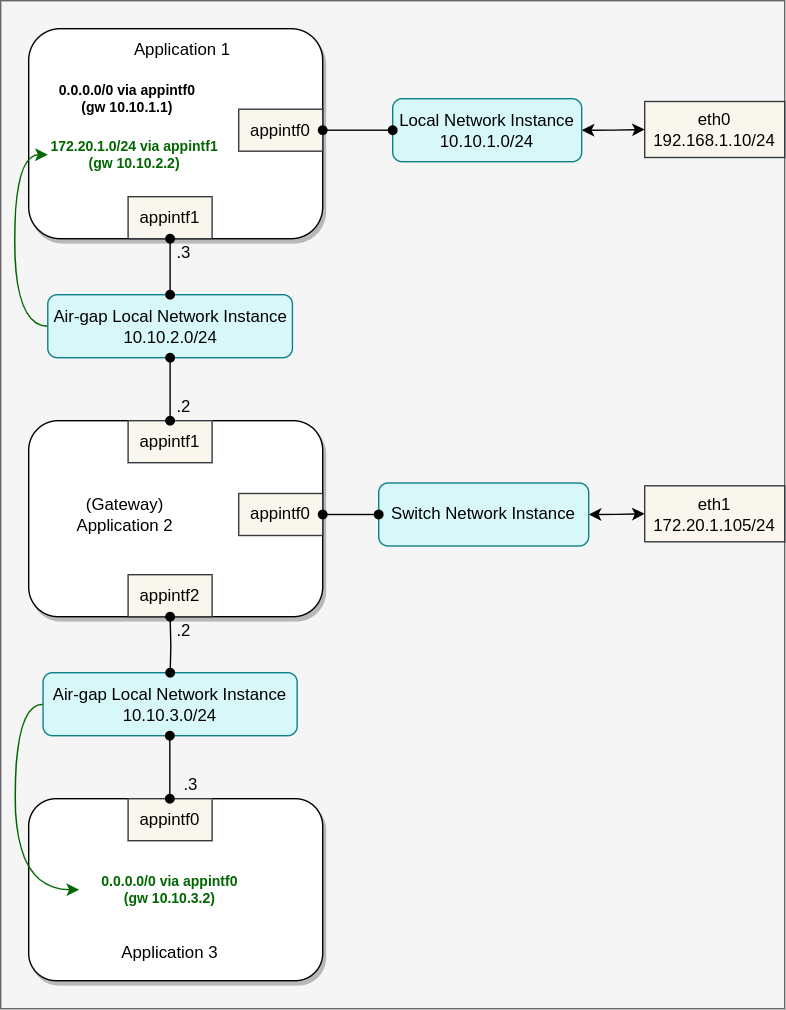 Application 1
0.0.0.0/0 via appintf0
(gw 10.10.1.1)
appintf0
Local Network Instance
10.10.1.0/24
eth0
192.168.1.10/24
172.20.1.0/24 via appintf1
(gw 10.10.2.2)
appintf1
.3
Air-gap Local Network Instance
10.10.2.0/24
.2
appintf1
(Gateway)
Application 2
appintf0
Switch Network Instance
eth1
172.20.1.105/24
appintf2
.2
Air-gap Local Network Instance
10.10.3.0/24
.3
appintf0
0.0.0.0/0 via appintf0
(gw 10.10.3.2)
Application 3